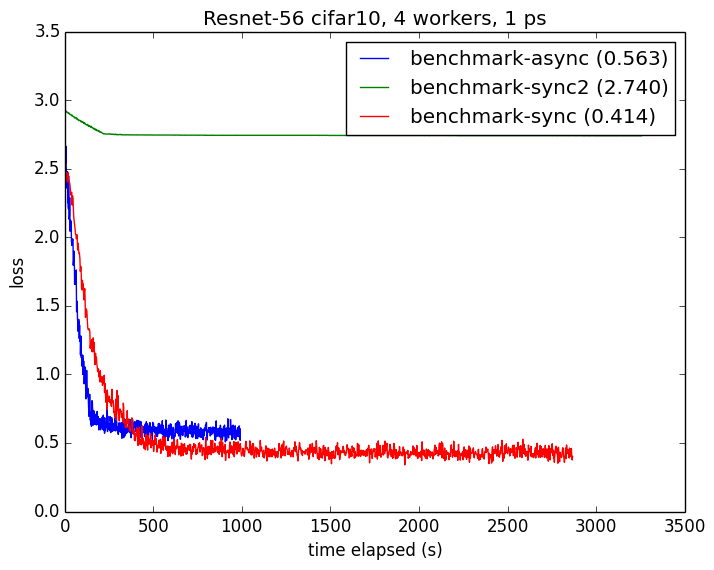 Resnet-56 cifar10, 4 workers, 1 ps
benchmark-async (0.563)
benchmark-sync2 (2.740)
benchmark-sync (0.414)
3.5
3.0
2.5
2.0
1.5
1.0
0.5
0.0
loss
0 500 1000 1500 2000 2500 3000 3500
time elapsed (s)